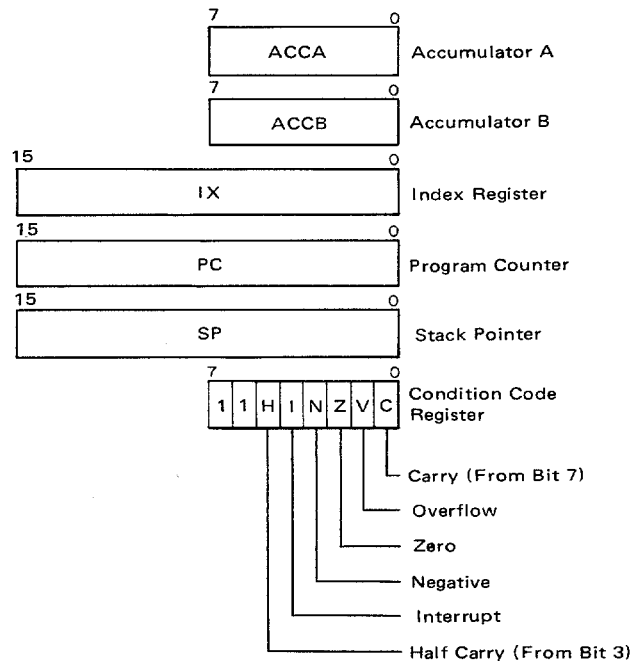 7 0
ACCA Accumulator A
7 0
ACCB Accumulator B
15 0
IX Index Register
15 0
PC Program Counter
15 0
SP Stack Pointer
7 0
1 1 H I N Z V C Condition Code
Register
Carry (From Bit 7)
Overflow
Zero
Negative
Interrupt
Half Carry (From Bit 3)